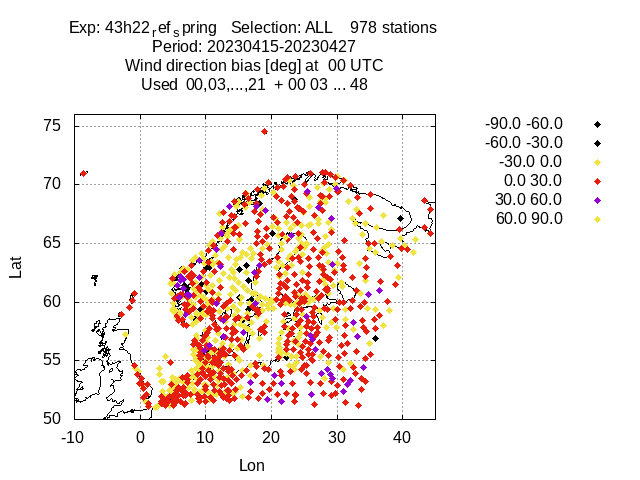 Exp: 43h22refspring Selection: ALL 978 stations
Period: 20230415-20230427
Wind direction bias [deg] at 00 UTC
Used 00,03,...,21 + 00 03 ... 48
-90.0 -60.0
-60.0 -30.0
-30.0 0.0
0.0 30.0
30.0 60.0
60.0 90.0
75
70
65
60
55
50
Lat
-10 0 10 20 30 40
Lon